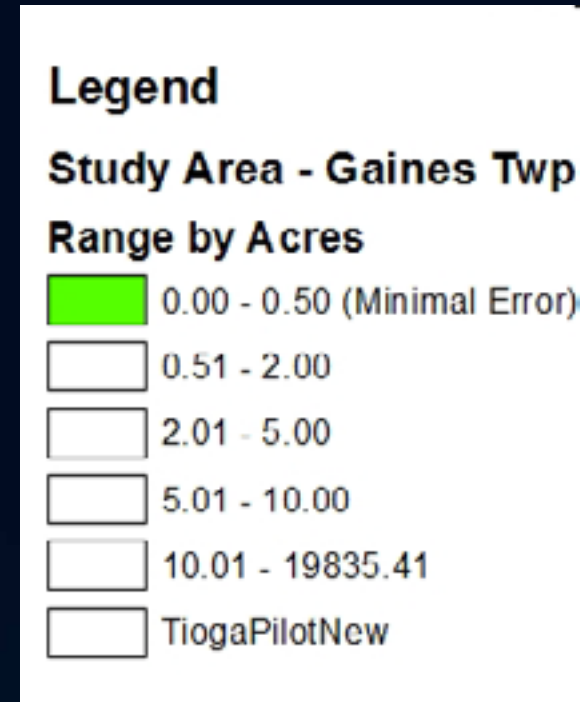 Legend
Study Area - Gaines Twp
Range by Acres
0.00 - 0.50 (Minimal Error)
0.51 - 2.00
2.01 - 5.00
5.01 - 10.00
10.01 - 19835.41
TiogaPilotNew